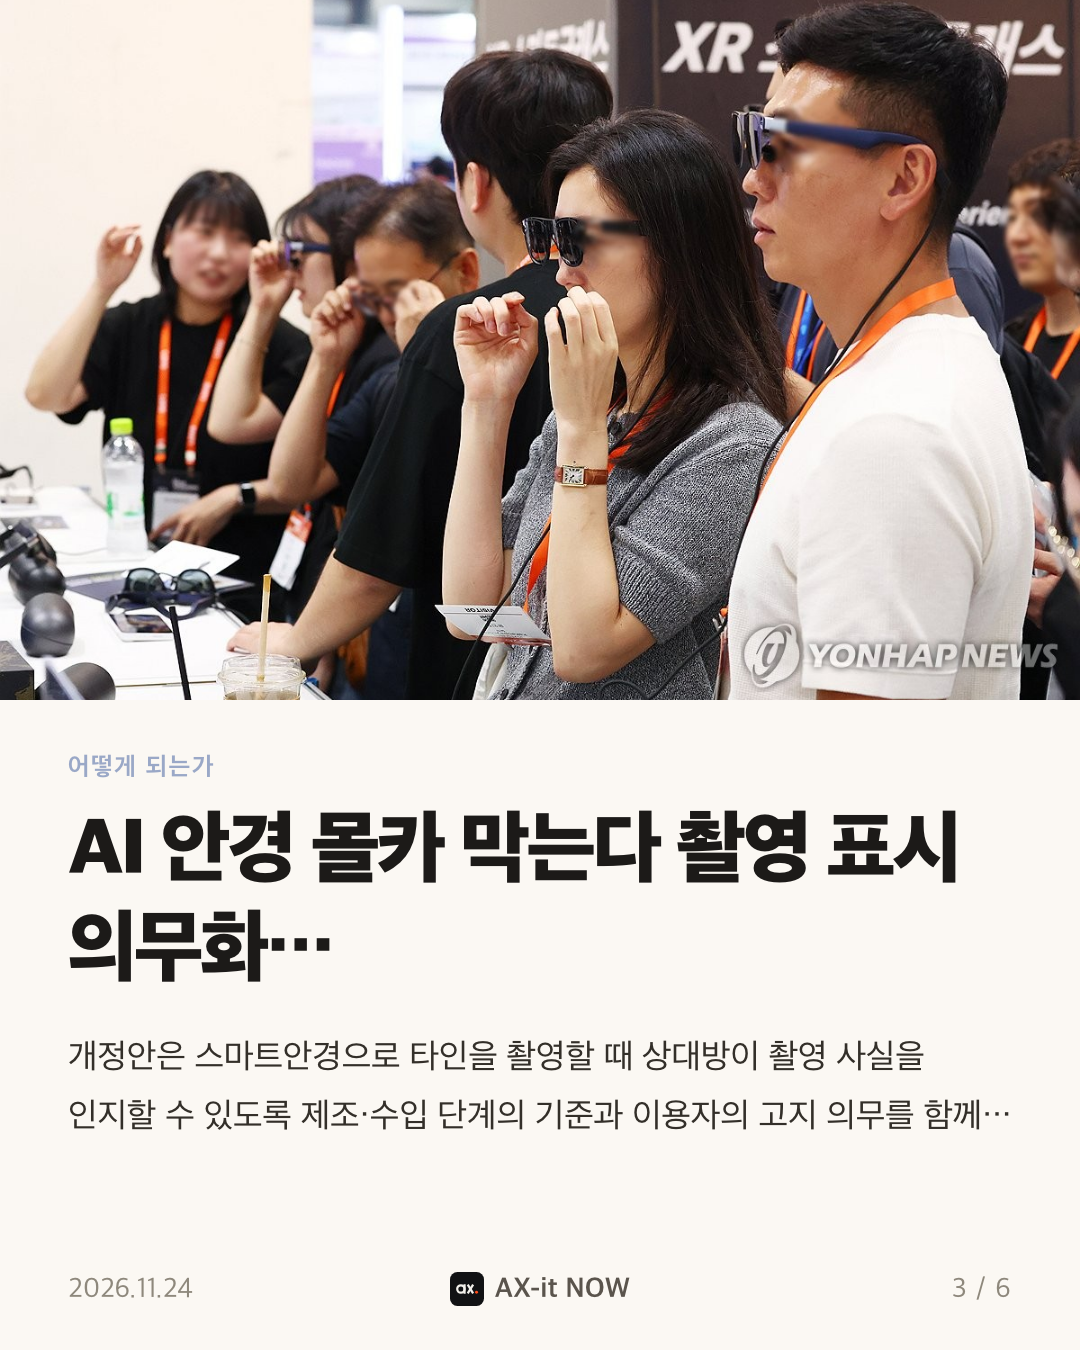 XR
YONHAP NEWS
어떻게 되는가
AI 안경 몰카 막는다 촬영 표시
의무화…
개정안은 스마트안경으로 타인을 촬영할 때 상대방이 촬영 사실을
인지할 수 있도록 제조·수입 단계의 기준과 이용자의 고지 의무를 함께…
2026.11.24
ax. AX-it NOW
3 / 6